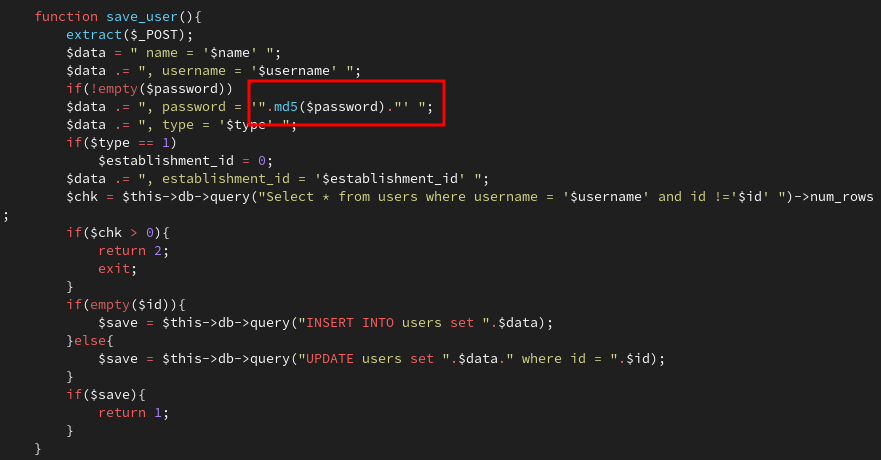 function save_user(){
extract($_POST);
$data = " name = '$name' ";
$data .= ", username = '$username' ";
if(!empty($password))
$data .= ", password = '".md5($password)."' ";
$data .= ", type = '$type' ";
if($type == 1)
$establishment_id = 0;
$data .= ", establishment_id = '$establishment_id' ";
$chk = $this->db->query("Select * from users where username = '$username' and id !='$id' ")->num_rows
;
if($chk > 0){
return 2;
exit;
}
if(empty($id)){
$save = $this->db->query("INSERT INTO users set ".$data);
}else{
$save = $this->db->query("UPDATE users set ".$data." where id = ".$id);
}
if($save){
return 1;
}
}